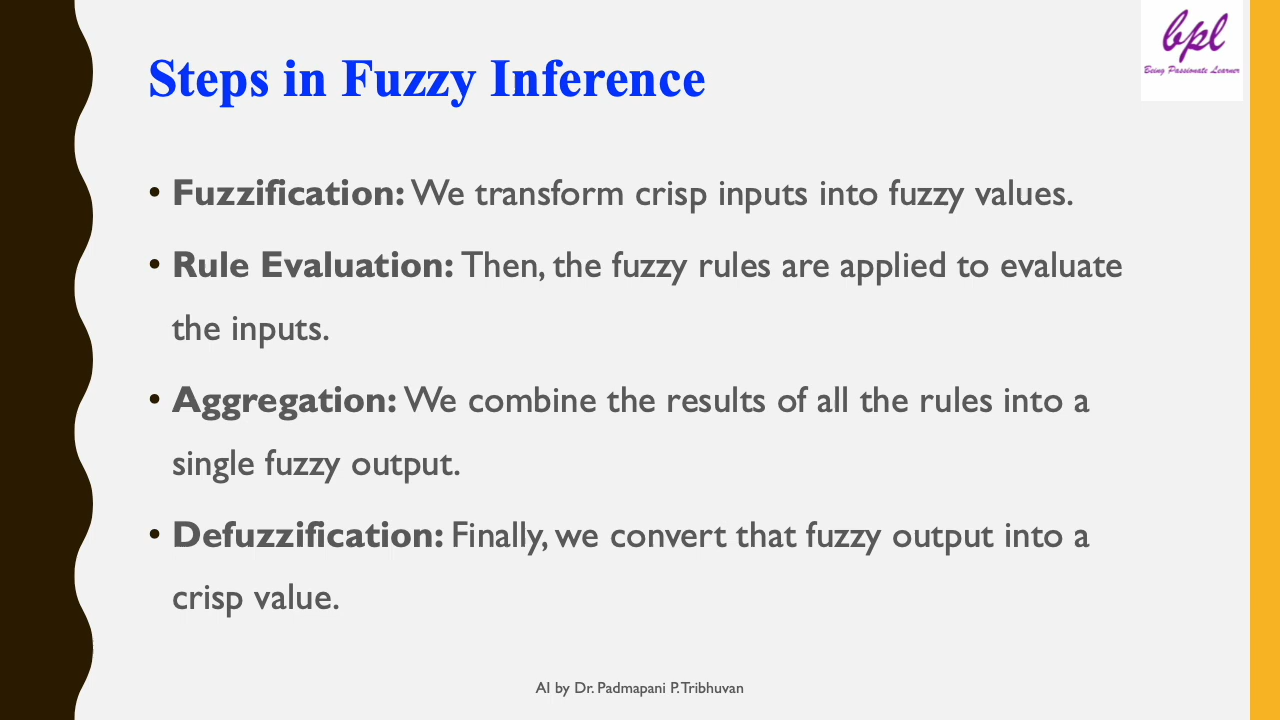 bpl
Being Passionate Learner
Steps in Fuzzy Inference
• Fuzzification: We transform crisp inputs into fuzzy values.
• Rule Evaluation: Then, the fuzzy rules are applied to evaluate
the inputs.
• Aggregation: We combine the results of all the rules into a
single fuzzy output.
• Defuzzification: Finally, we convert that fuzzy output into a
crisp value.
AI by Dr. Padmapani P. Tribhuvan